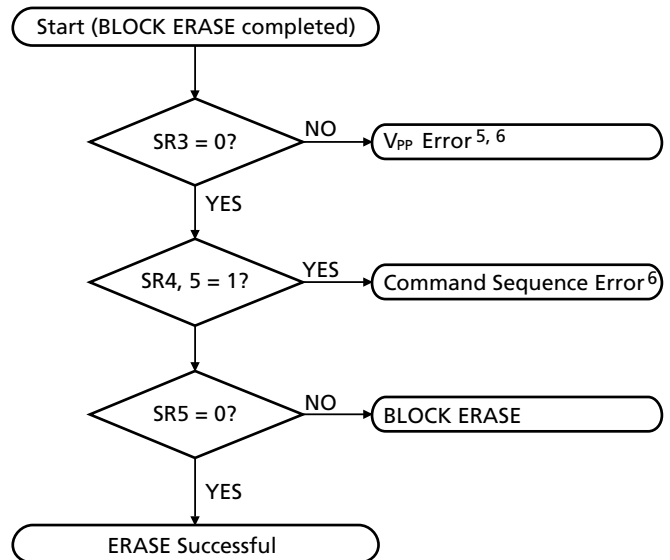 Start (BLOCK ERASE completed)
SR3 = 0?
NO
VPP Error 5, 6
YES
SR4, 5 = 1?
YES
Command Sequence Error 6
SR5 = 0?
NO
BLOCK ERASE
YES
ERASE Successful